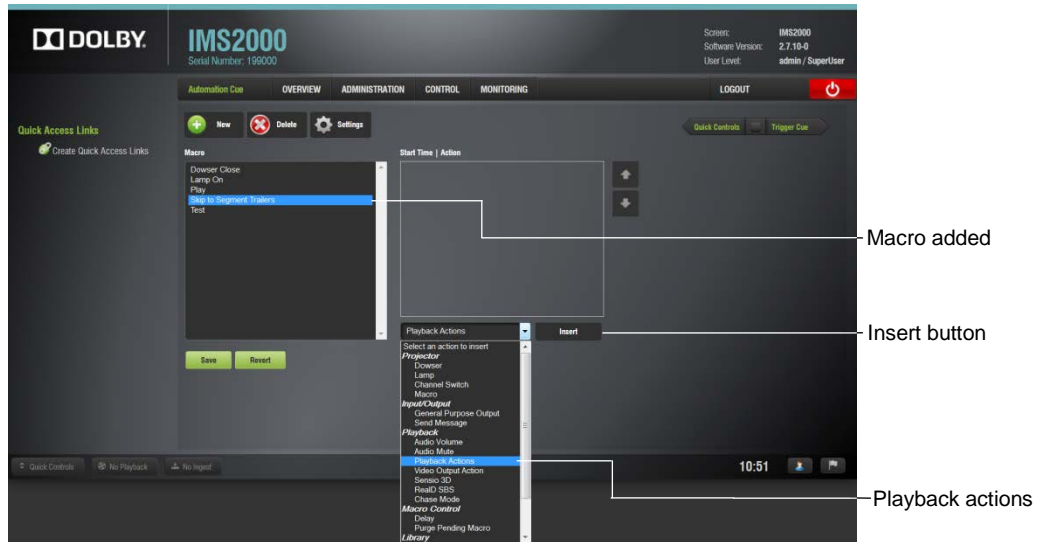 DOLBY.
IMS2000
Serial Number: 199000
Screen: IMS2000
Software Version: 2.7.10-0
User Level: admin / SuperUser
Automation Cue OVERVIEW ADMINISTRATION CONTROL MONITORING LOGOUT
Quick Access Links
Create Quick Access Links
New Delete Settings
Quick Controls Trigger Cue
Macro
Dowser Close
Lamp On
Play
Skip to Segment Trailers
Test
Start Time | Action
Macro added
Playback Actions Insert
Insert button
Save Revert
Select an action to insert
Projector
Dowser
Lamp
Channel Switch
Macro
Input/Output
General Purpose Output
Send Message
Playback
Audio Volume
Audio Mute
Playback Actions
Video Output Action
Sensio 3D
RealD SBS
Chase Mode
Macro Control
Delay
Purge Pending Macro
Library
Quick Controls No Playback No Ingest
10:51
Playback actions